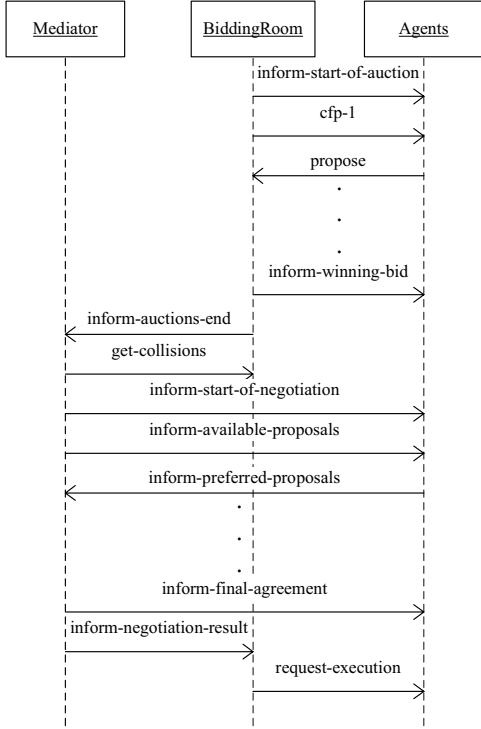 Mediator
BiddingRoom
Agents
inform-start-of-auction
cfp-1
propose
inform-winning-bid
inform-auctions-end
get-collisions
inform-start-of-negotiation
inform-available-proposals
inform-preferred-proposals
inform-final-agreement
inform-negotiation-result
request-execution